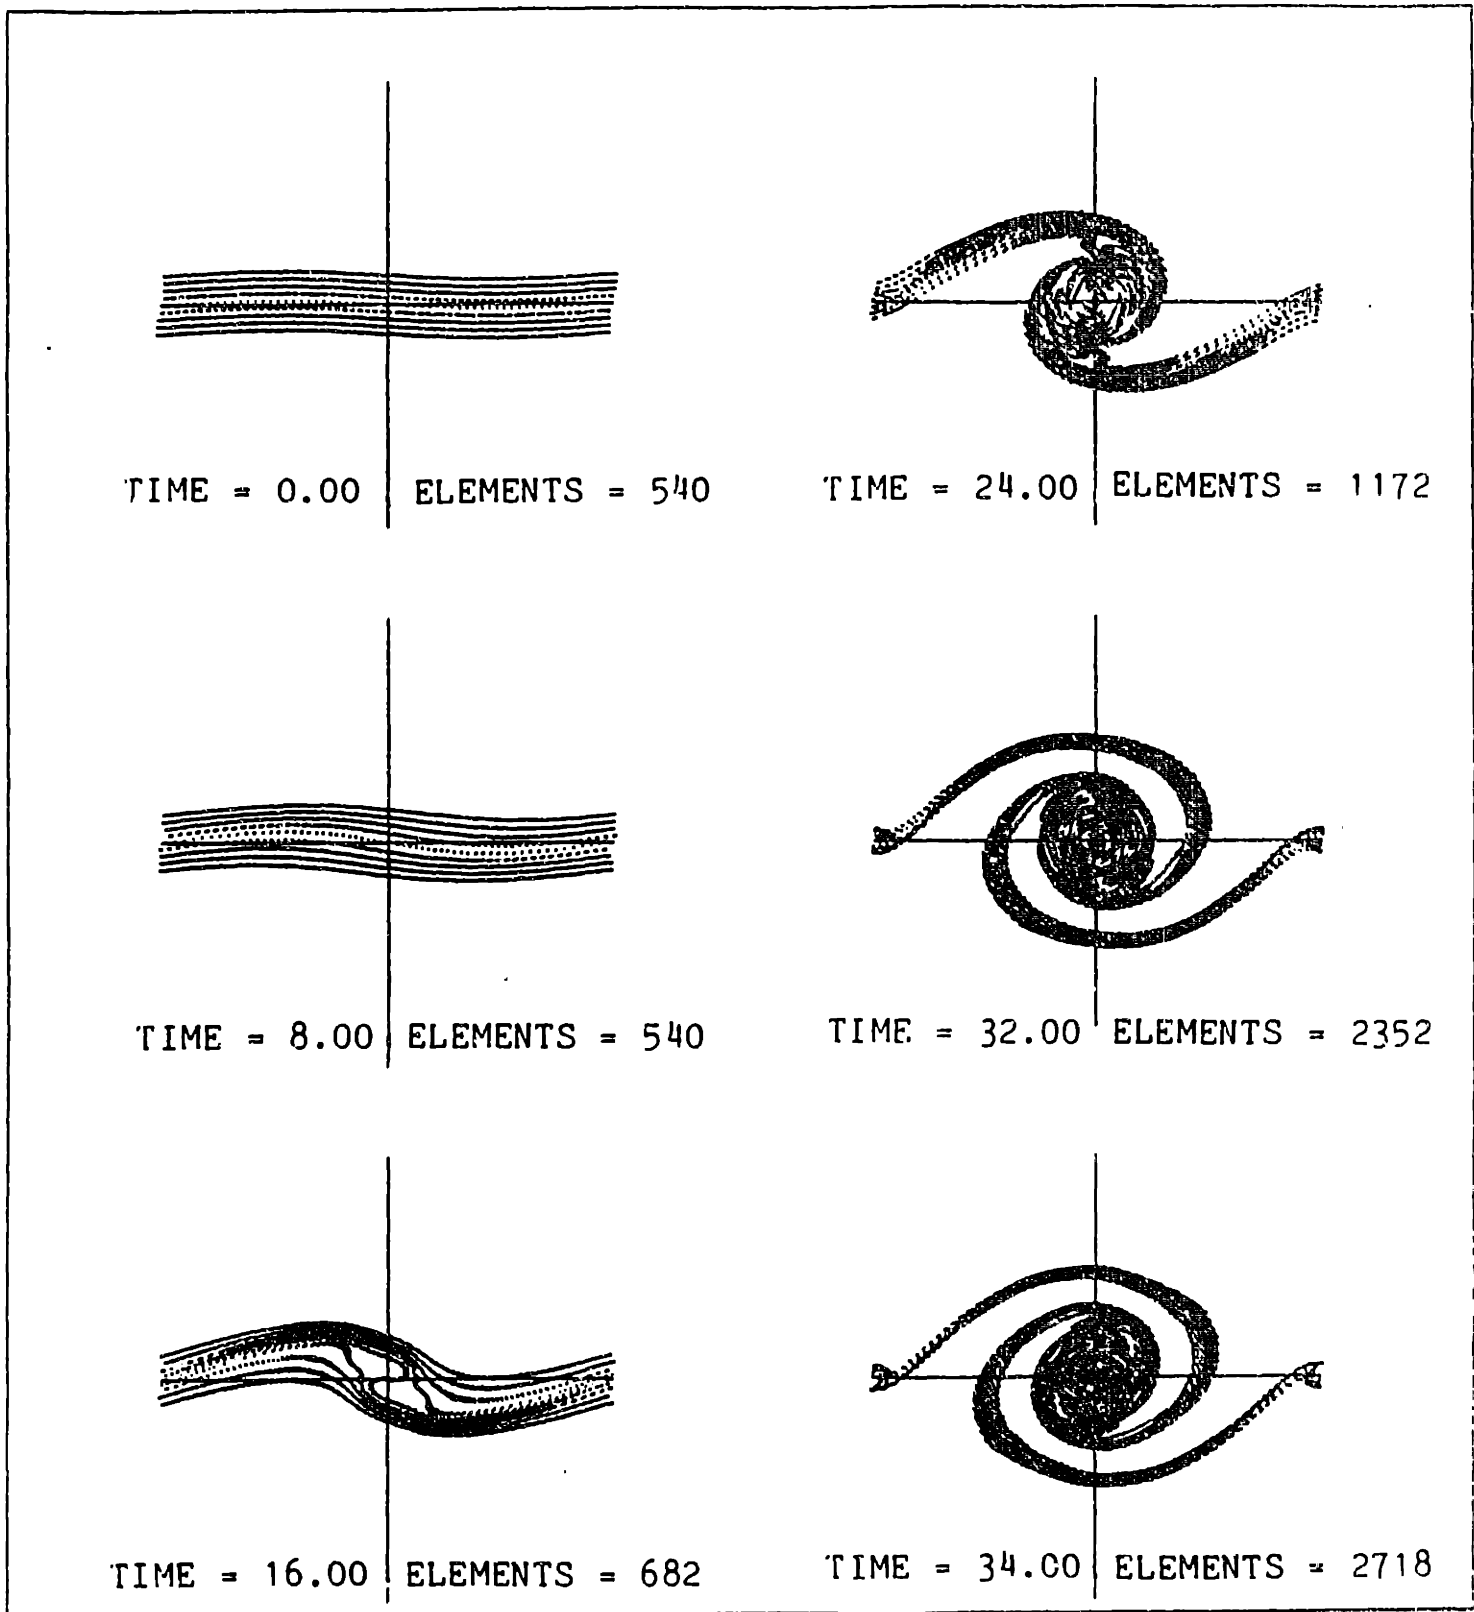 TIME = 0.00 ELEMENTS = 540
TIME = 8.00 ELEMENTS = 540
TIME = 16.00 ELEMENTS = 682
TIME = 24.00 ELEMENTS = 1172
TIME = 32.00 ELEMENTS = 2352
TIME = 34.00 ELEMENTS = 2718